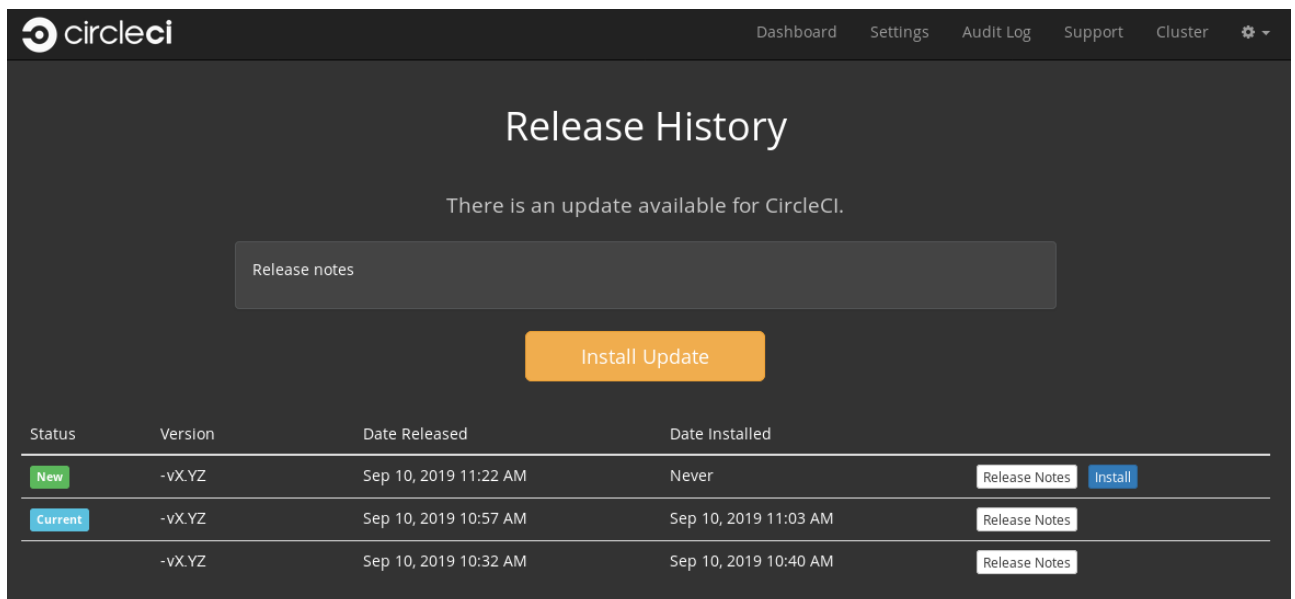 circleci Dashboard Settings Audit Log Support Cluster
Release History
There is an update available for CircleCI.
Release notes
Install Update
Status Version Date Released Date Installed
New -vX.YZ Sep 10, 2019 11:22 AM Never Release Notes Install
Current -vX.YZ Sep 10, 2019 10:57 AM Sep 10, 2019 11:03 AM Release Notes
-vX.YZ Sep 10, 2019 10:32 AM Sep 10, 2019 10:40 AM Release Notes